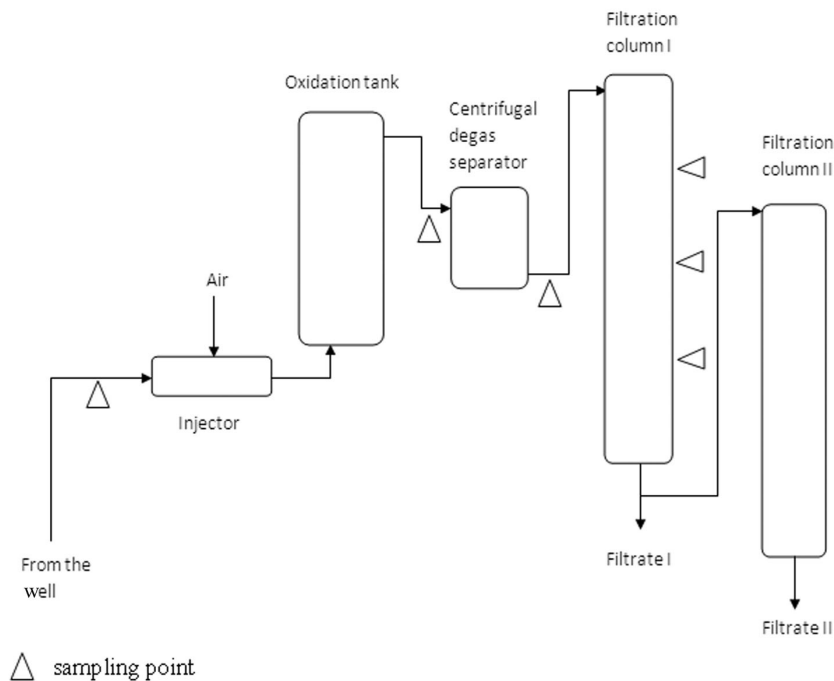 Filtration
column I
Oxidation tank
Centrifugal
degas
separator
Filtration
column II
Air
Injector
From the
well
Filtrate I
Filtrate II
sampling point